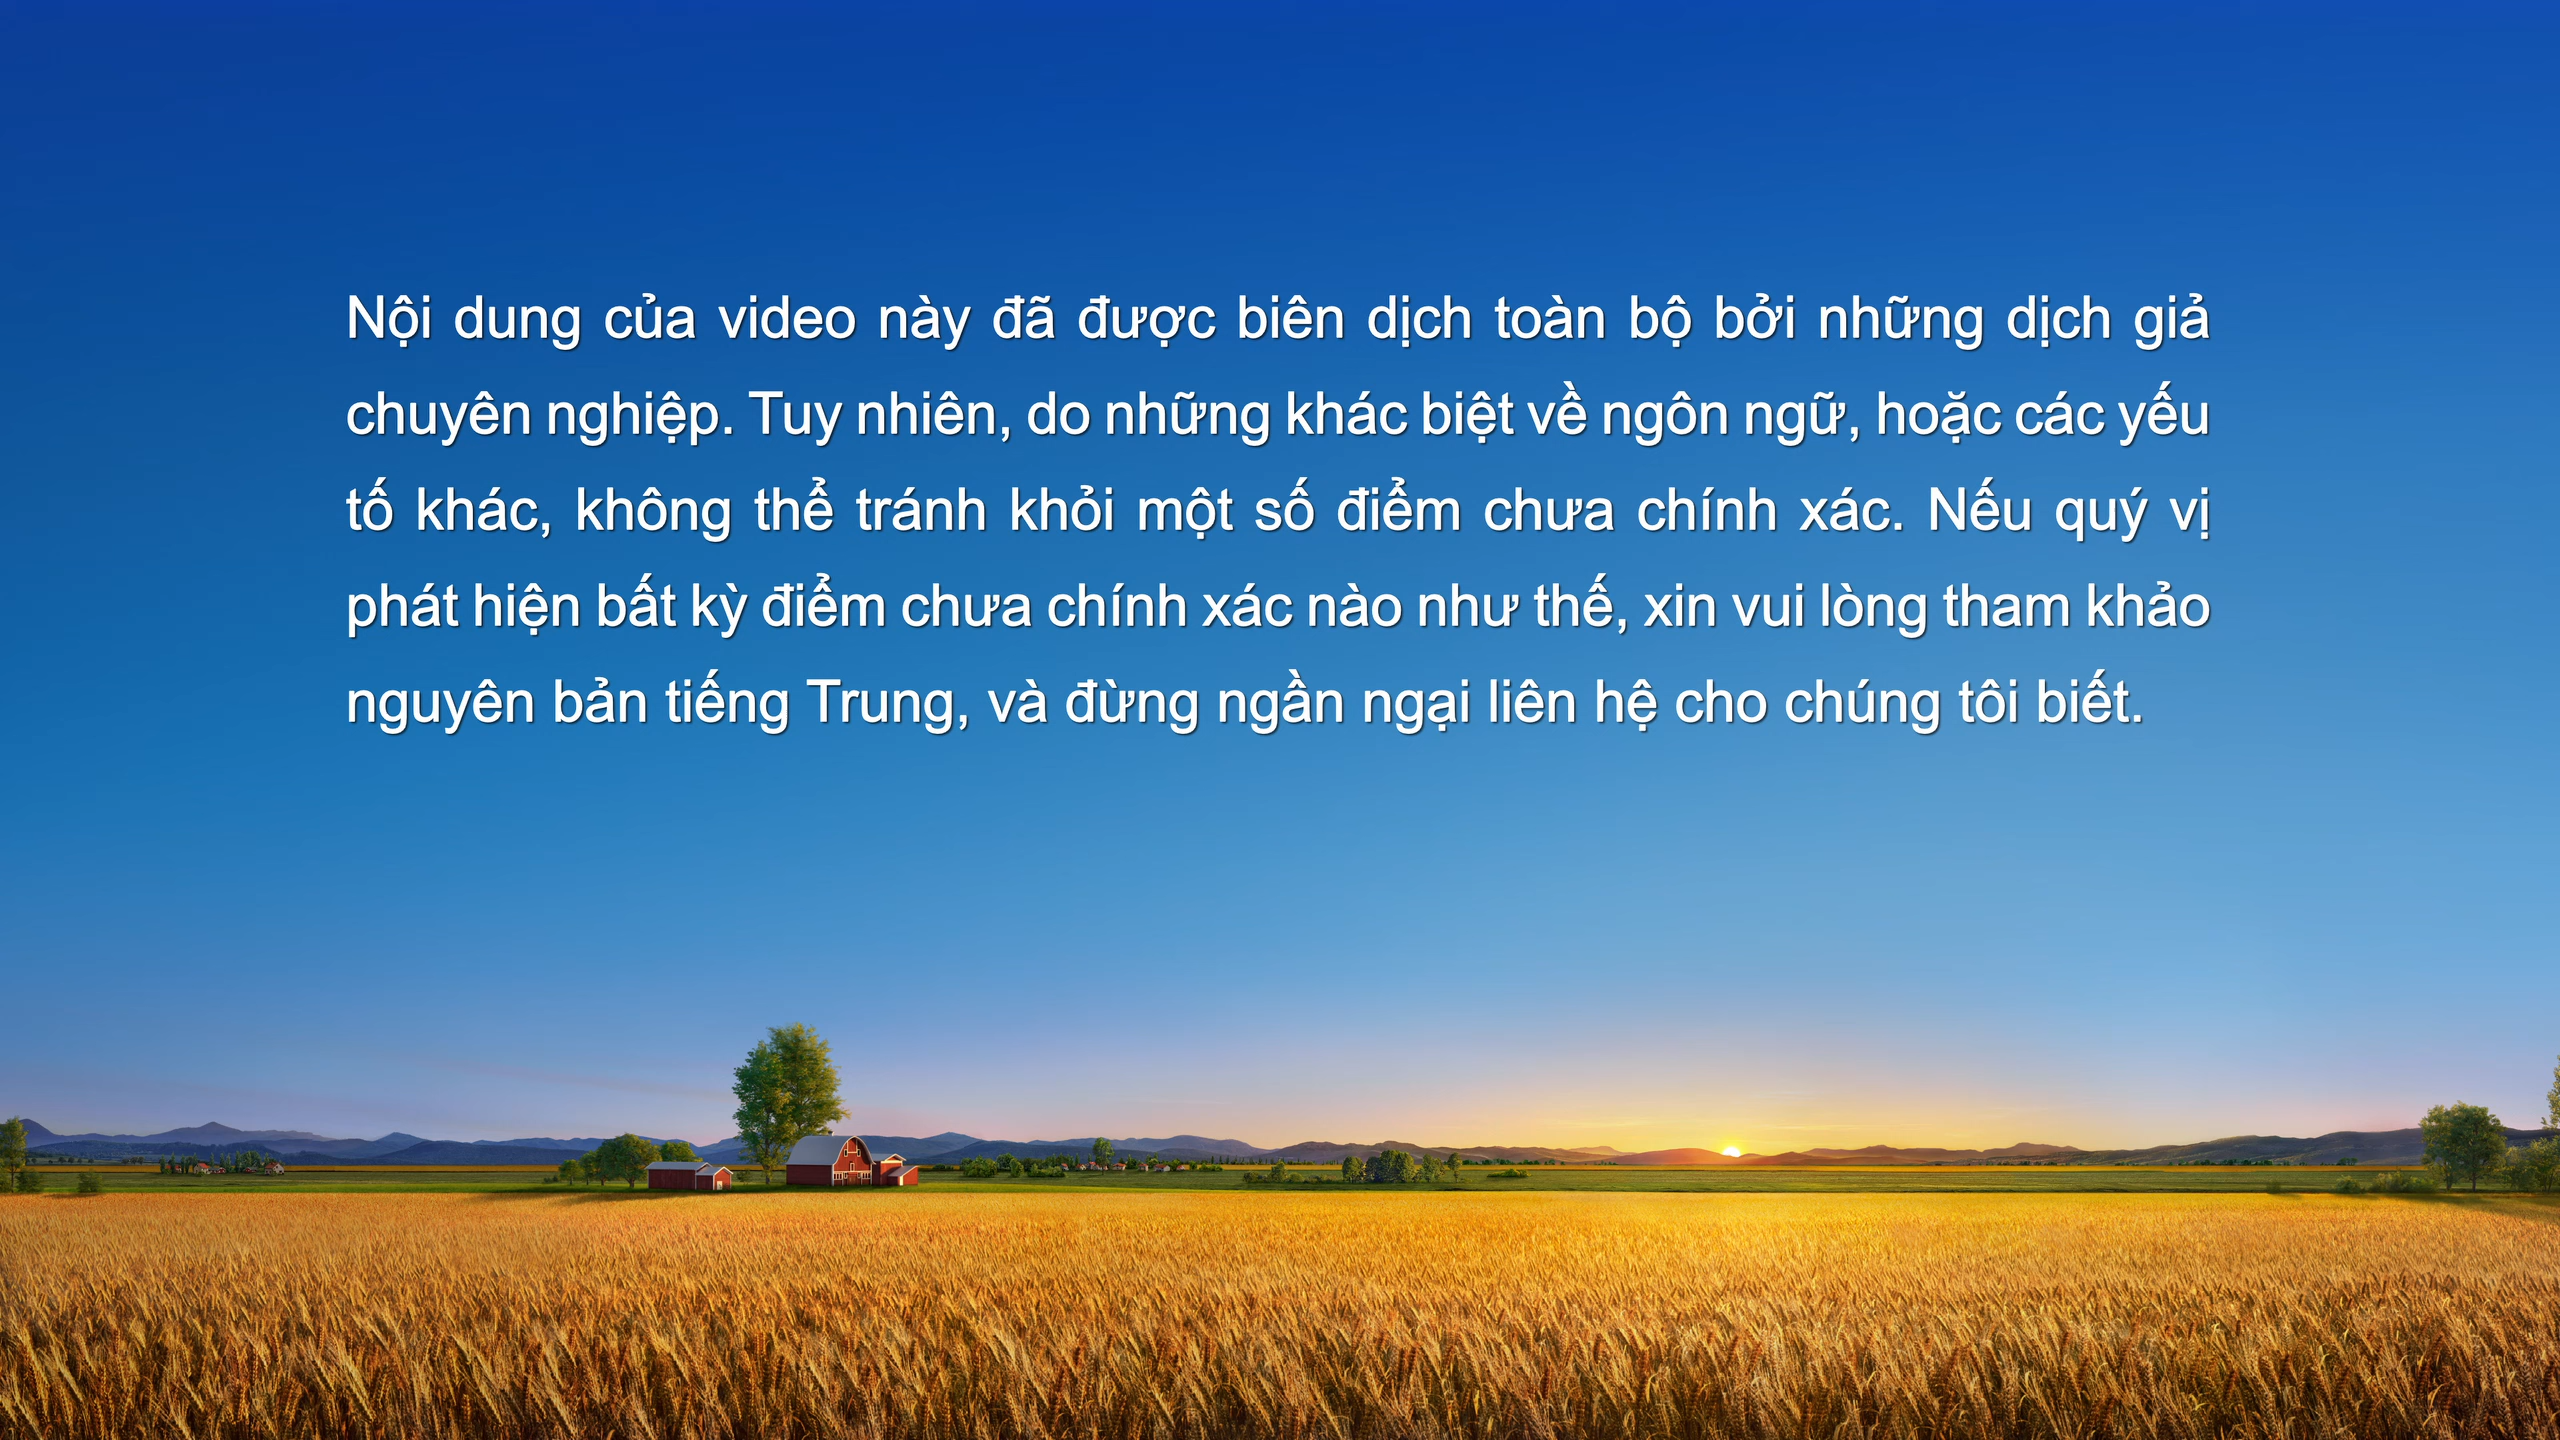 Nội dung của video này đã được biên dịch toàn bộ bởi những dịch giả
chuyên nghiệp. Tuy nhiên, do những khác biệt về ngôn ngữ, hoặc các yếu
tố khác, không thể tránh khỏi một số điểm chưa chính xác. Nếu quý vị
phát hiện bất kỳ điểm chưa chính xác nào như thế, xin vui lòng tham khảo
nguyên bản tiếng Trung, và đừng ngần ngại liên hệ cho chúng tôi biết.